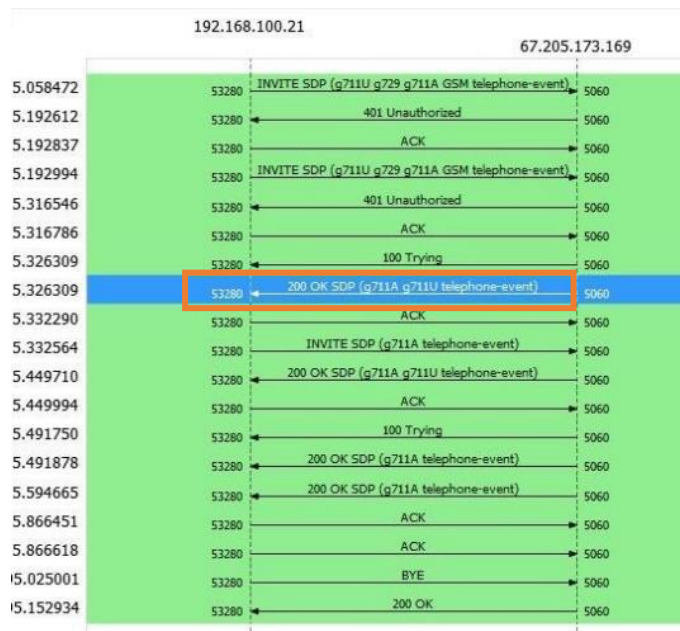 192.168.100.21
67.205.173.169
5.058472 53280 INVITE SDP (g711U g729 g711A GSM telephone-event) 5060
5.192612 53280 401 Unauthorized 5060
5.192837 53280 ACK 5060
5.192994 53280 INVITE SDP (g711U g729 g711A GSM telephone-event) 5060
5.316546 53280 401 Unauthorized 5060
5.316786 53280 ACK 5060
5.326309 53280 100 Trying 5060
5.326309 53280 200 OK SDP (g711A g711U telephone-event) 5060
5.332290 53280 ACK 5060
5.332564 53280 INVITE SDP (g711A telephone-event) 5060
5.449710 53280 200 OK SDP (g711A g711U telephone-event) 5060
5.449994 53280 ACK 5060
5.491750 53280 100 Trying 5060
5.491878 53280 200 OK SDP (g711A telephone-event) 5060
5.594665 53280 200 OK SDP (g711A telephone-event) 5060
5.866451 53280 ACK 5060
5.866618 53280 ACK 5060
5.025001 53280 BYE 5060
5.152934 53280 200 OK 5060